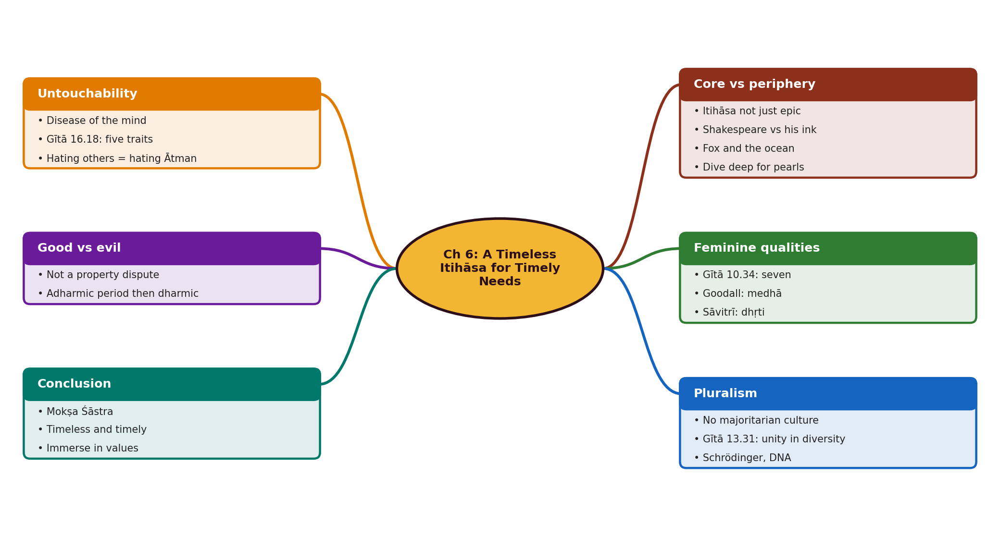 Ch 6: A Timeless
Itihāsa for Timely
Needs
Core vs periphery
• Itihāsa not just epic
• Shakespeare vs his ink
• Fox and the ocean
• Dive deep for pearls
Feminine qualities
• Gītā 10.34: seven
• Goodall: medhā
• Sāvitrī: dhṛti
Pluralism
• No majoritarian culture
• Gītā 13.31: unity in diversity
• Schrödinger, DNA
Untouchability
• Disease of the mind
• Gītā 16.18: five traits
• Hating others = hating Ātman
Good vs evil
• Not a property dispute
• Adharmic period then dharmic
Conclusion
• Mokṣa Śāstra
• Timeless and timely
• Immerse in values